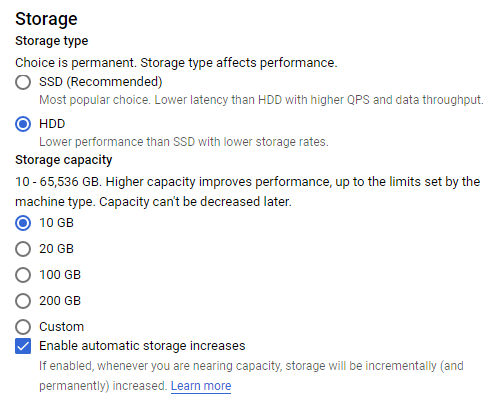 Storage
Storage type
Choice is permanent. Storage type affects performance.
SSD (Recommended)
Most popular choice. Lower latency than HDD with higher QPS and data throughput.
HDD
Lower performance than SSD with lower storage rates.
Storage capacity
10 - 65,536 GB. Higher capacity improves performance, up to the limits set by the
machine type. Capacity can't be decreased later.
10 GB
20 GB
100 GB
200 GB
Custom
Enable automatic storage increases
If enabled, whenever you are nearing capacity, storage will be incrementally (and
permanently) increased. Learn more